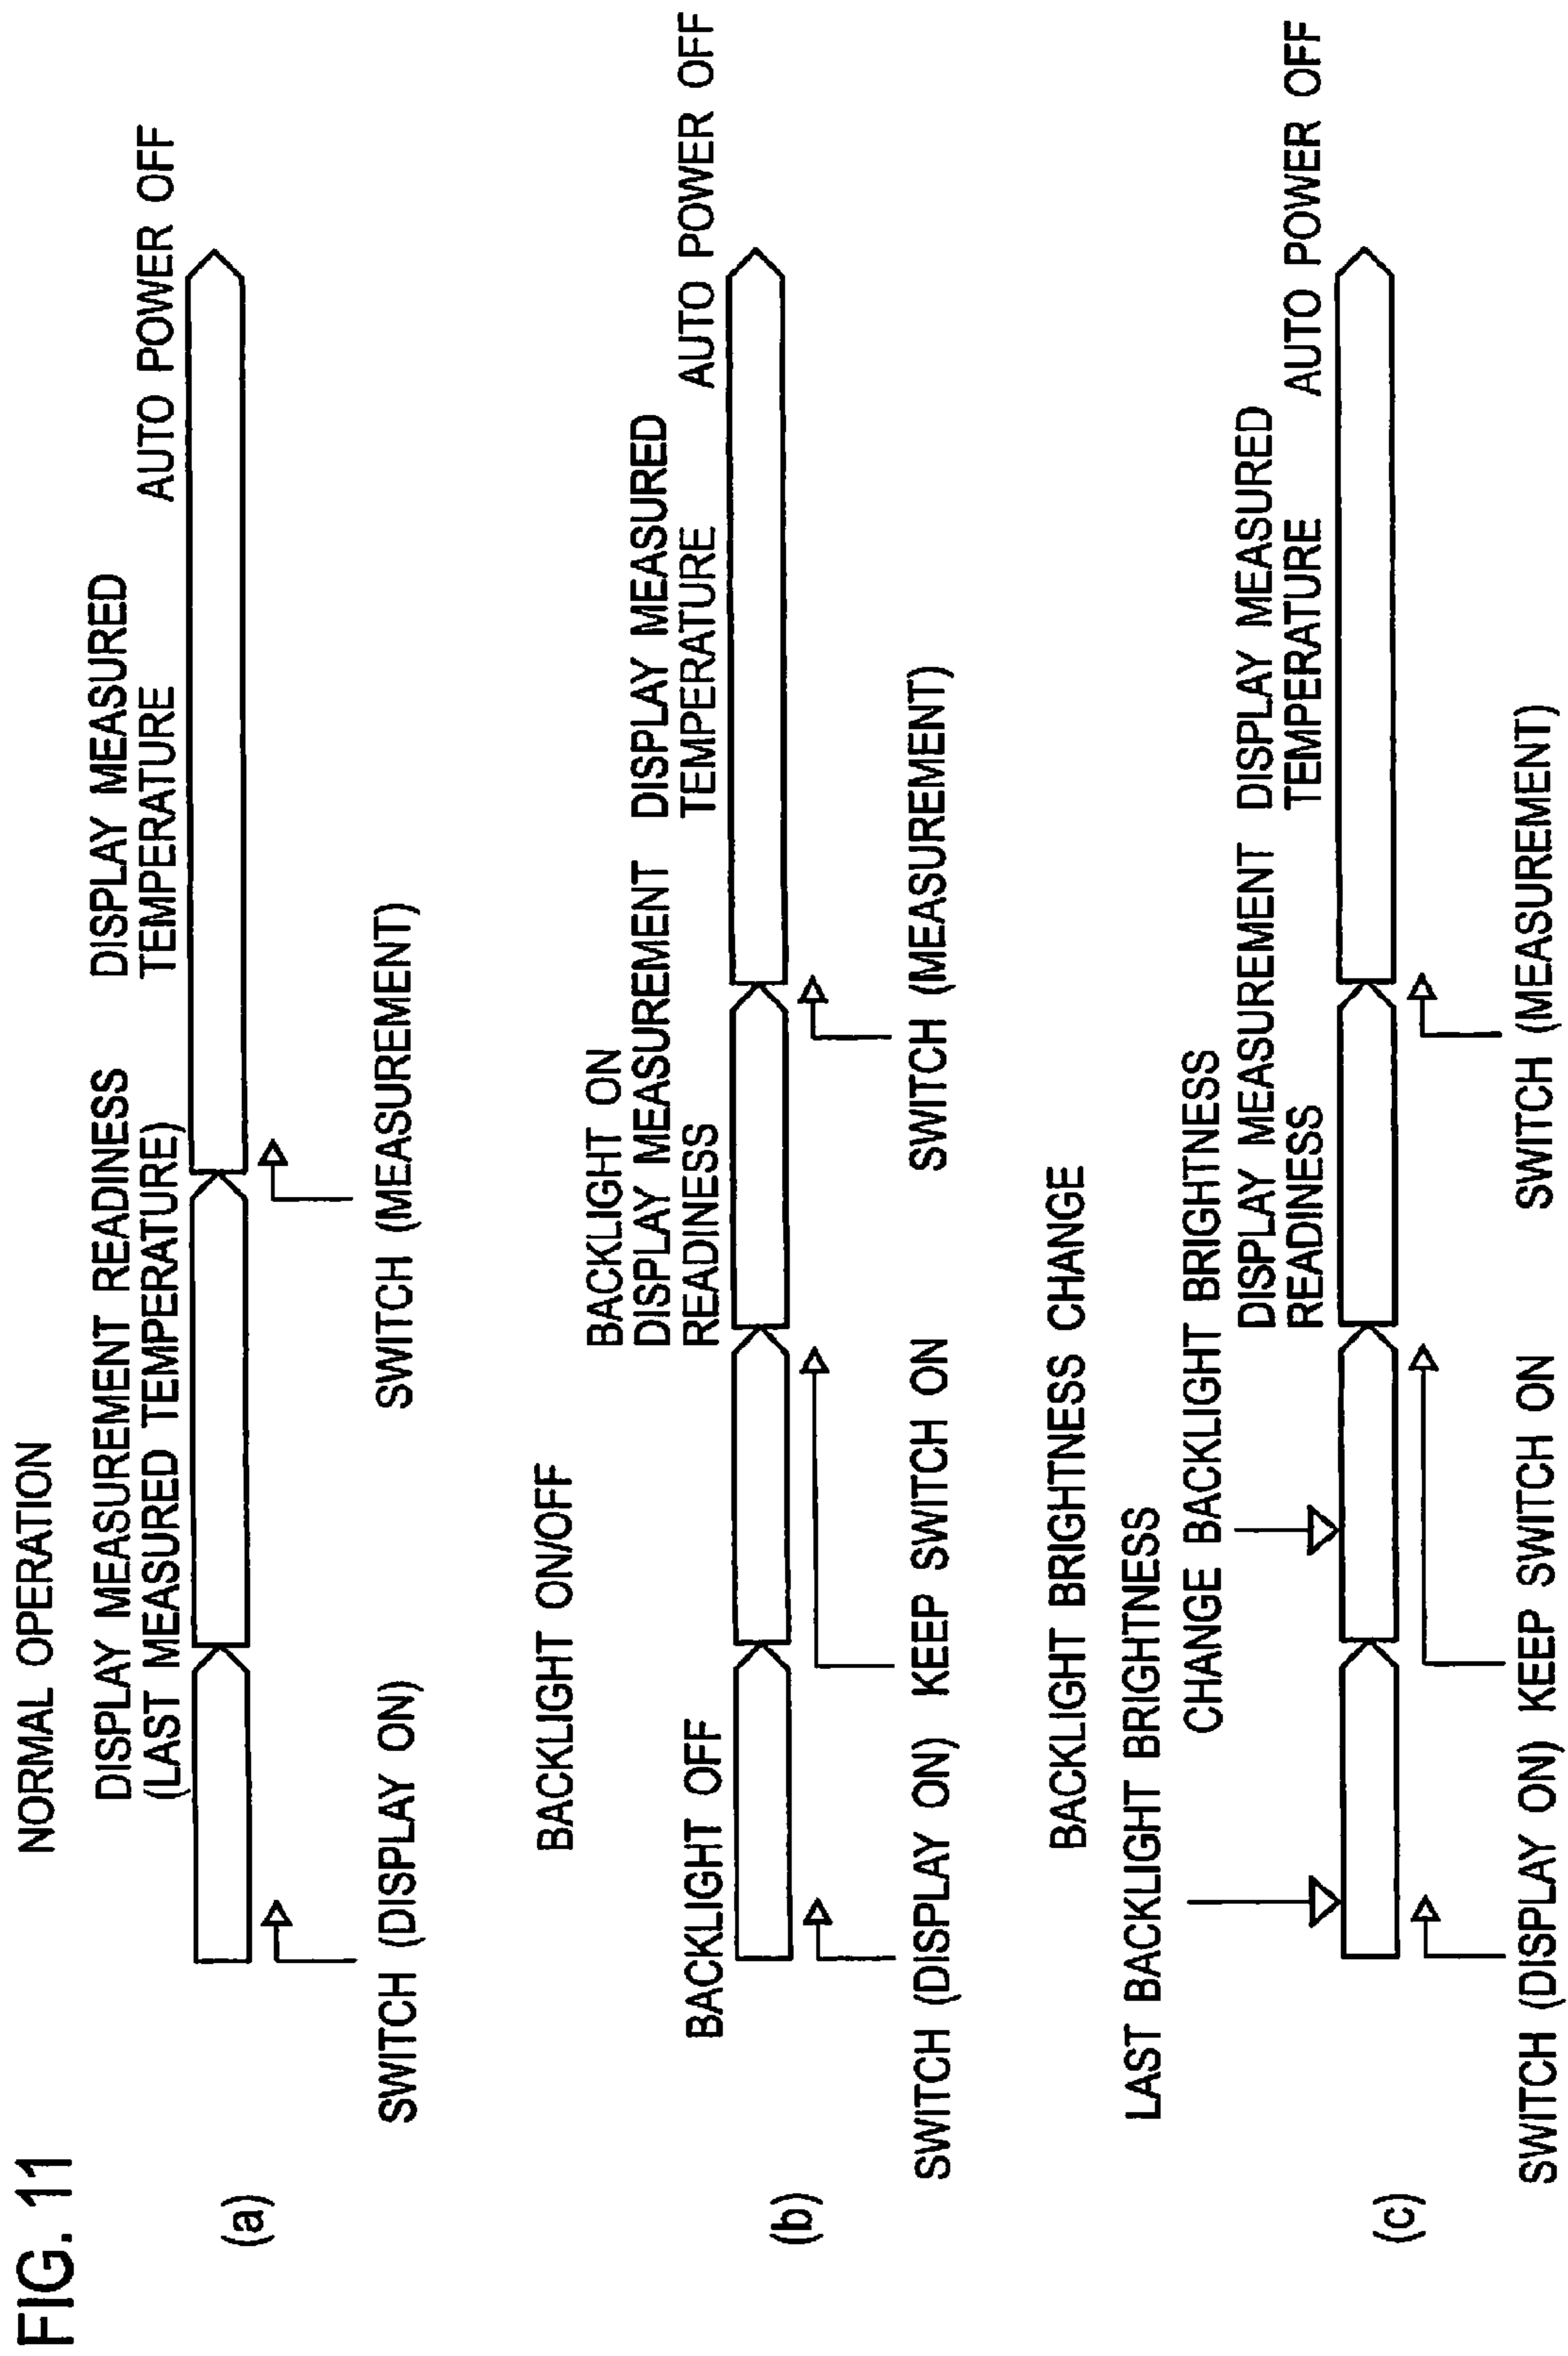 FIG. 11
NORMAL OPERATION
(a)
DISPLAY MEASUREMENT READINESS
(LAST MEASURED TEMPERATURE)
DISPLAY MEASURED
TEMPERATURE
AUTO POWER OFF
SWITCH (DISPLAY ON)
SWITCH (MEASUREMENT)
BACKLIGHT ON/OFF
(b)
BACKLIGHT OFF
BACKLIGHT ON
DISPLAY MEASUREMENT
READINESS
DISPLAY MEASURED
TEMPERATURE
AUTO POWER OFF
SWITCH (DISPLAY ON)
KEEP SWITCH ON
SWITCH (MEASUREMENT)
BACKLIGHT BRIGHTNESS CHANGE
(c)
LAST BACKLIGHT BRIGHTNESS
CHANGE BACKLIGHT BRIGHTNESS
DISPLAY MEASUREMENT
READINESS
DISPLAY MEASURED
TEMPERATURE
AUTO POWER OFF
SWITCH (DISPLAY ON)
KEEP SWITCH ON
SWITCH (MEASUREMENT)